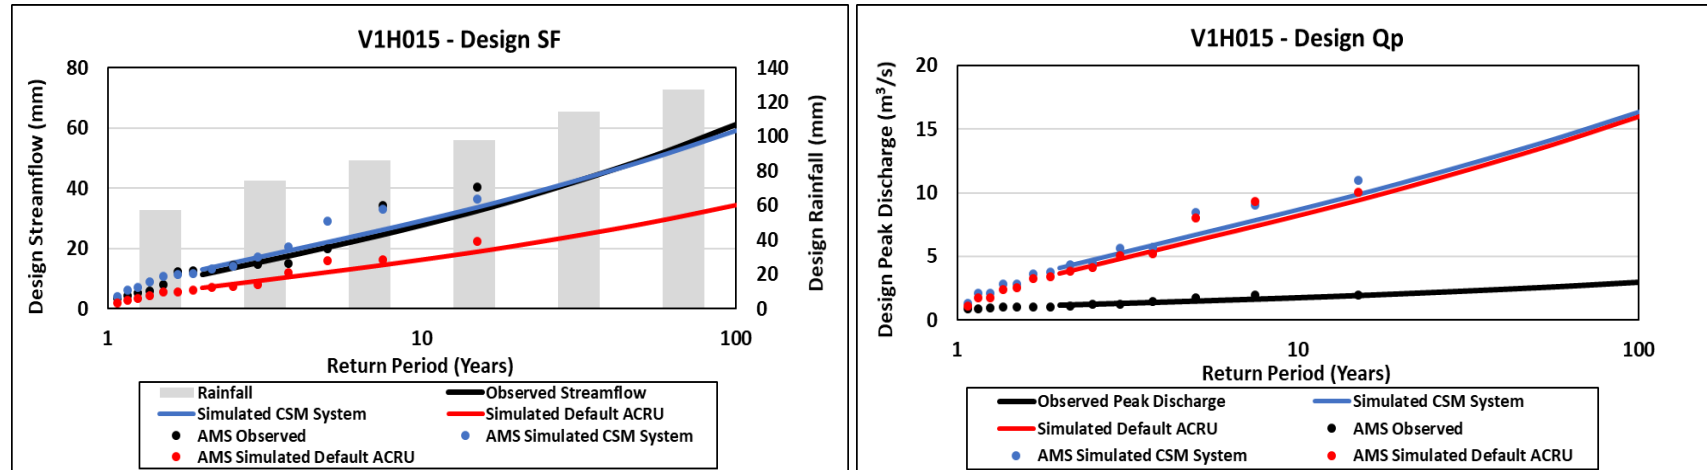 V1H015 - Design SF
Design Streamflow (mm)
80
60
40
20
0
140
120
100
80
60
40
20
0
Design Rainfall (mm)
1
10
100
Return Period (Years)
Rainfall
Observed Streamflow
Simulated CSM System
Simulated Default ACRU
AMS Observed
AMS Simulated CSM System
AMS Simulated Default ACRU
V1H015 - Design Qp
Design Peak Discharge (m³/s)
20
15
10
5
0
1
10
100
Return Period (Years)
Observed Peak Discharge
Simulated CSM System
Simulated Default ACRU
AMS Observed
AMS Simulated CSM System
AMS Simulated Default ACRU